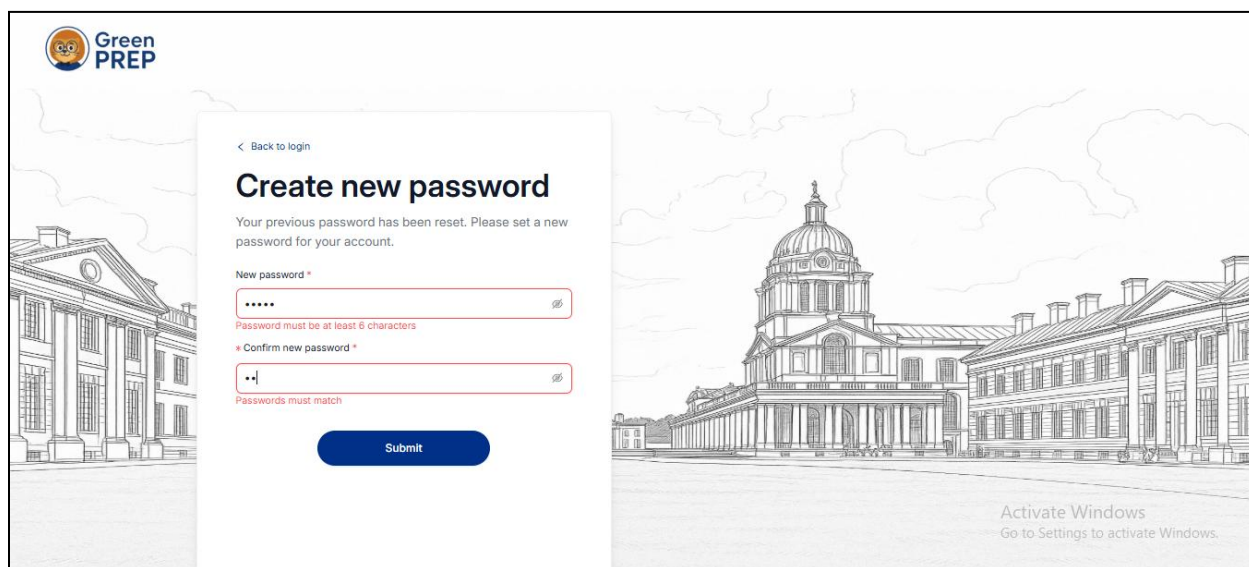 Green
PREP
< Back to login
Create new password
Your previous password has been reset. Please set a new
password for your account.
New password *
•••••
Password must be at least 6 characters
* Confirm new password *
••
Passwords must match
Submit
Activate Windows
Go to Settings to activate Windows.